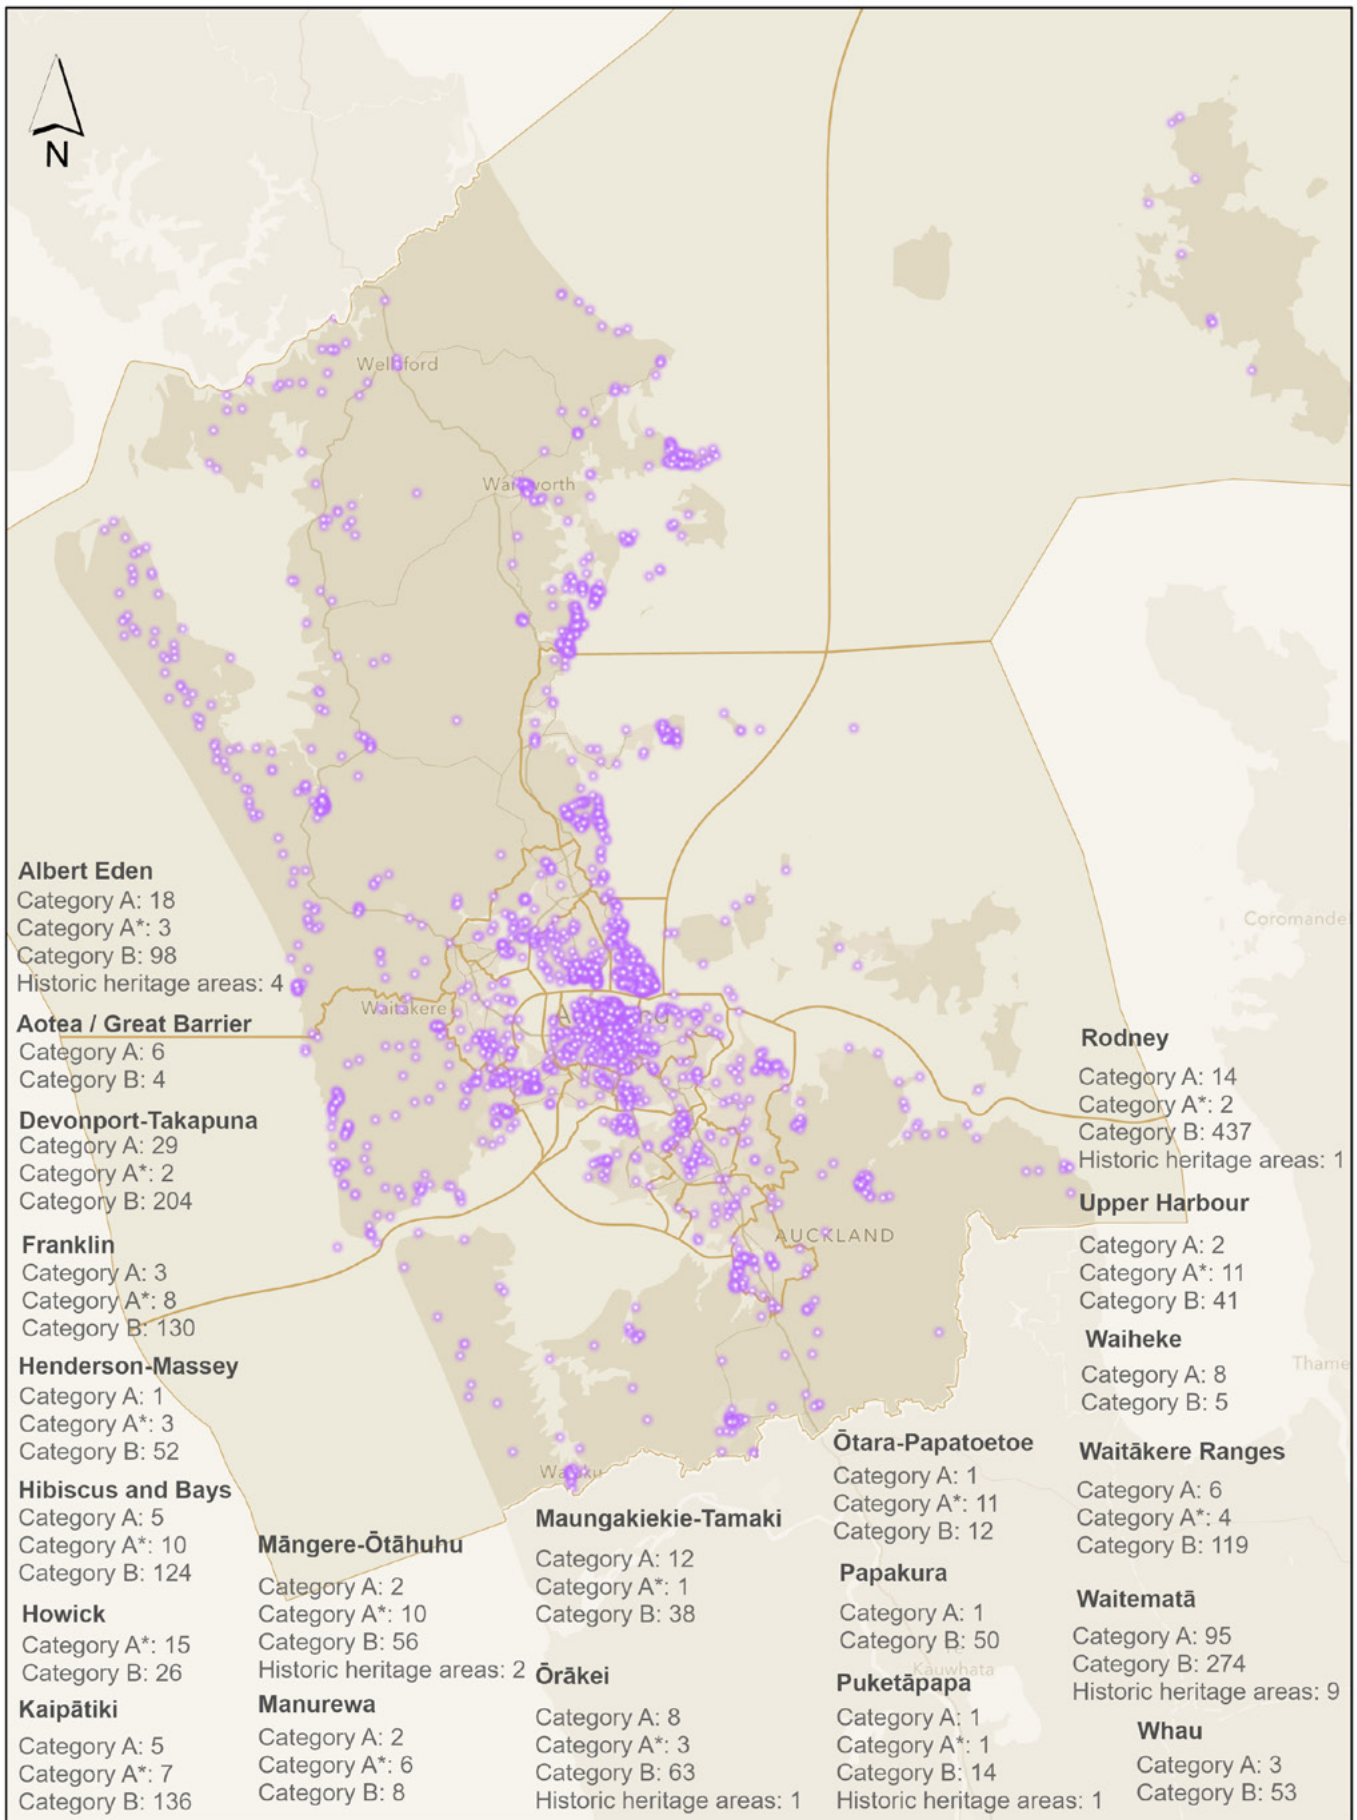 N
Wellsford
Warkworth
Albert Eden
Category A: 18
Category A*: 3
Category B: 98
Historic heritage areas: 4
Aotea / Great Barrier
Category A: 6
Category B: 4
Devonport-Takapuna
Category A: 29
Category A*: 2
Category B: 204
Franklin
Category A: 3
Category A*: 8
Category B: 130
Henderson-Massey
Category A: 1
Category A*: 3
Category B: 52
Hibiscus and Bays
Category A: 5
Category A*: 10
Category B: 124
Howick
Category A*: 15
Category B: 26
Kaipātiki
Category A: 5
Category A*: 7
Category B: 136
Māngere-Ōtāhuhu
Category A: 2
Category A*: 10
Category B: 56
Historic heritage areas: 2
Manurewa
Category A: 2
Category A*: 6
Category B: 8
Maungakiekie-Tamaki
Category A: 12
Category A*: 1
Category B: 38
Ōrākei
Category A: 8
Category A*: 3
Category B: 63
Historic heritage areas: 1
Ōtara-Papatoetoe
Category A: 1
Category A*: 11
Category B: 12
Papakura
Category A: 1
Category B: 50
Puketāpapa
Category A: 1
Category A*: 1
Category B: 14
Historic heritage areas: 1
Rodney
Category A: 14
Category A*: 2
Category B: 437
Historic heritage areas: 1
Upper Harbour
Category A: 2
Category A*: 11
Category B: 41
Waiheke
Category A: 8
Category B: 5
Waitākere Ranges
Category A: 6
Category A*: 4
Category B: 119
Waitematā
Category A: 95
Category B: 274
Historic heritage areas: 9
Whau
Category A: 3
Category B: 53
Waitakere
Auckland
AUCKLAND
Waiuku
Coromande
Thame
Te
Kauwhata